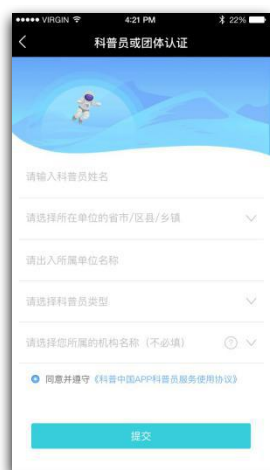 VIRGIN 4:21 PM 22%
科普员或团体认证
请输入科普员姓名
请选择所在单位的省市/区县/乡镇
请出入所属单位名称
请选择科普员类型
请选择您所属的机构名称（不必填）
同意并遵守《科普中国APP科普员服务使用协议》
提交